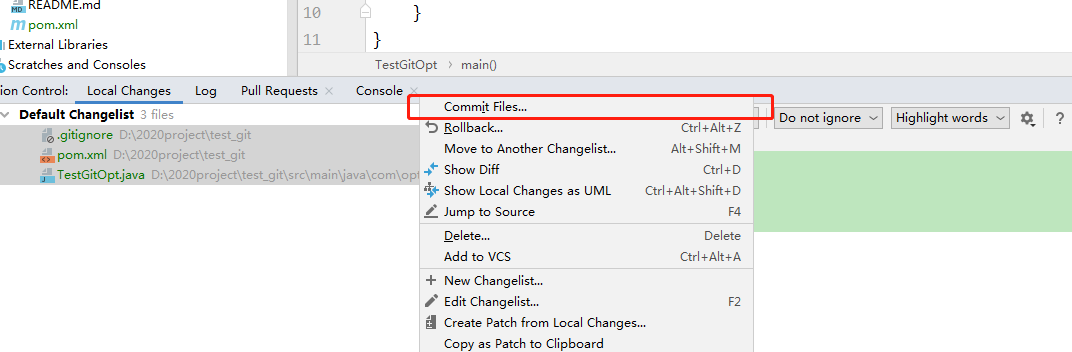 README.md
pom.xml
External Libraries
Scratches and Consoles
10 }
11 }
TestGitOpt main()
ion Control: Local Changes Log Pull Requests Console
Default Changelist 3 files
.gitignore D:\2020project\test_git
pom.xml D:\2020project\test_git
TestGitOpt.java D:\2020project\test_git\src\main\java\com\opt
Commit Files...
Rollback... Ctrl+Alt+Z
Move to Another Changelist... Alt+Shift+M
Show Diff Ctrl+D
Show Local Changes as UML Ctrl+Alt+Shift+D
Jump to Source F4
Delete... Delete
Add to VCS Ctrl+Alt+A
New Changelist...
Edit Changelist... F2
Create Patch from Local Changes...
Copy as Patch to Clipboard
Do not ignore Highlight words ?